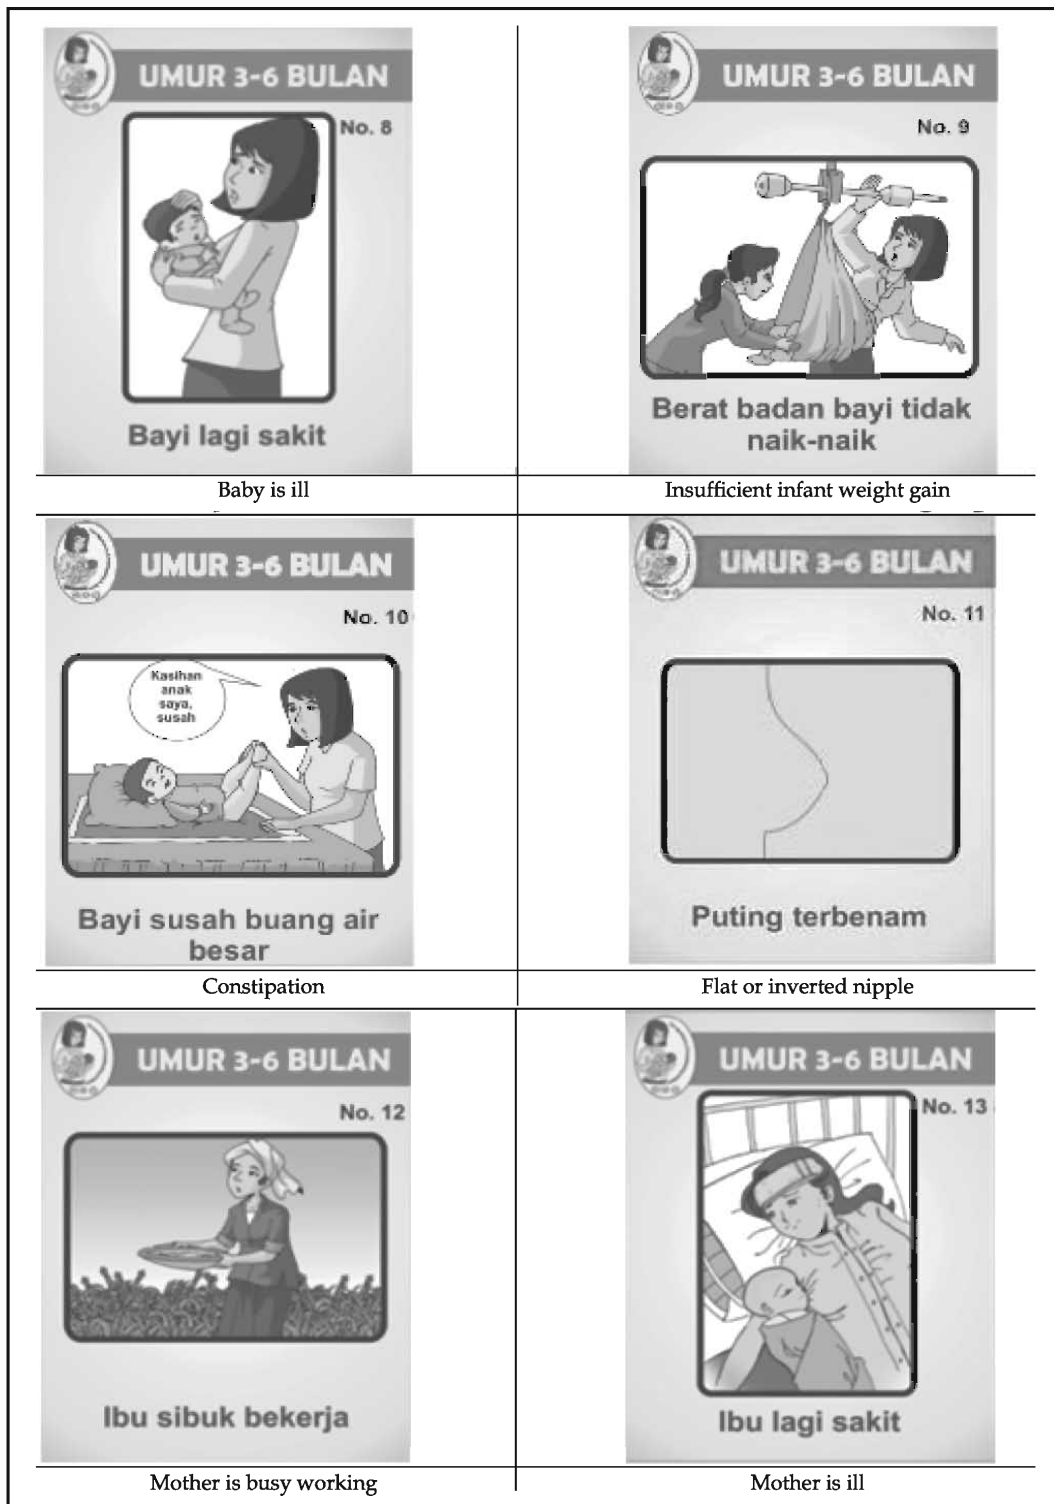 UMUR 3-6 BULAN
No. 8
Bayi lagi sakit
Baby is ill
UMUR 3-6 BULAN
No. 9
Berat badan bayi tidak
naik-naik
Insufficient infant weight gain
UMUR 3-6 BULAN
No. 10
Kasihan
anak
saya,
susah
Bayi susah buang air
besar
Constipation
UMUR 3-6 BULAN
No. 11
Puting terbenam
Flat or inverted nipple
UMUR 3-6 BULAN
No. 12
Ibu sibuk bekerja
Mother is busy working
UMUR 3-6 BULAN
No. 13
Ibu lagi sakit
Mother is ill